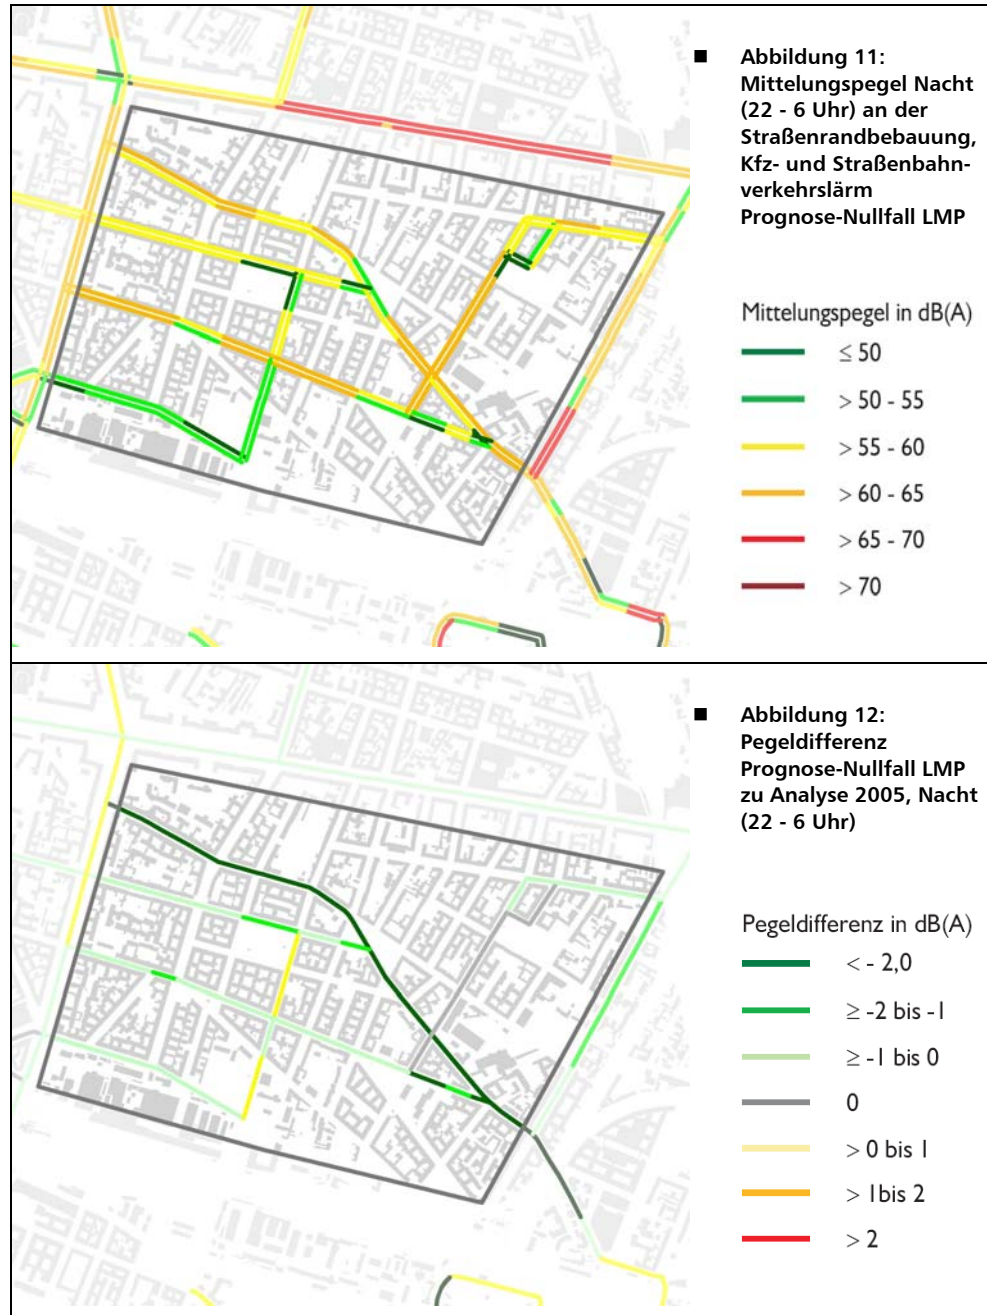 ■ Abbildung 11:
Mittelungspegel Nacht
(22 - 6 Uhr) an der
Straßenrandbebauung,
Kfz- und Straßenbahn-
verkehrslärm
Prognose-Nullfall LMP
Mittelungspegel in dB(A)
≤ 50
> 50 - 55
> 55 - 60
> 60 - 65
> 65 - 70
> 70
■ Abbildung 12:
Pegeldifferenz
Prognose-Nullfall LMP
zu Analyse 2005, Nacht
(22 - 6 Uhr)
Pegeldifferenz in dB(A)
< - 2,0
≥ -2 bis -1
≥ -1 bis 0
0
> 0 bis 1
> 1bis 2
> 2